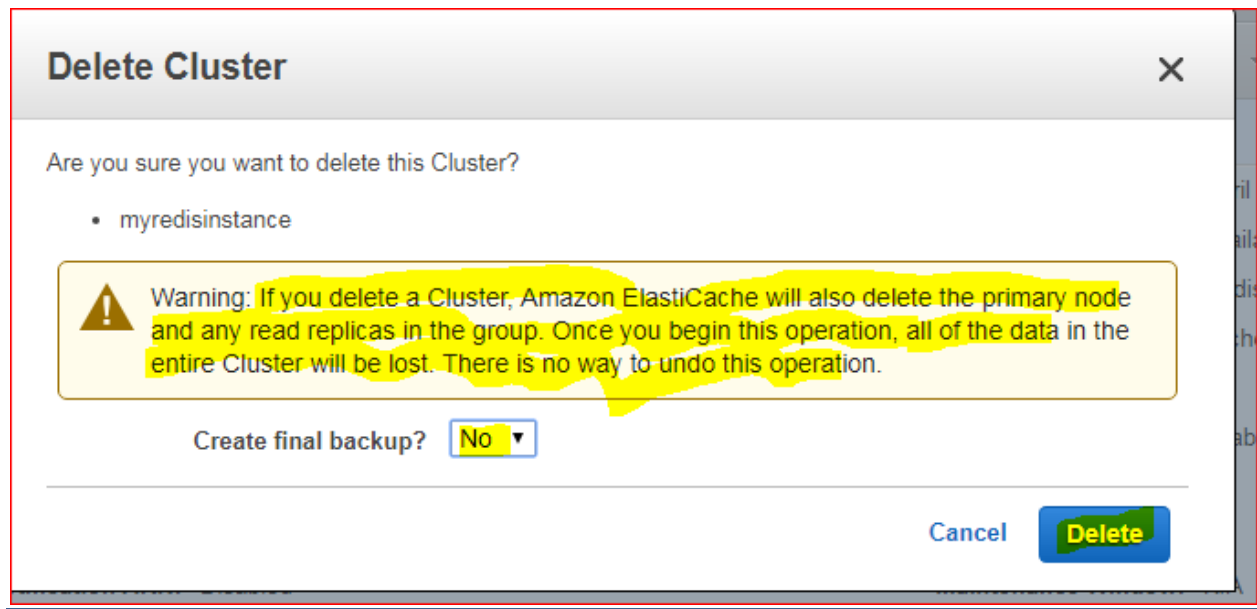 Delete Cluster
Are you sure you want to delete this Cluster?
• myredisinstance
Warning: If you delete a Cluster, Amazon ElastiCache will also delete the primary node
and any read replicas in the group. Once you begin this operation, all of the data in the
entire Cluster will be lost. There is no way to undo this operation.
Create final backup? No
Cancel Delete